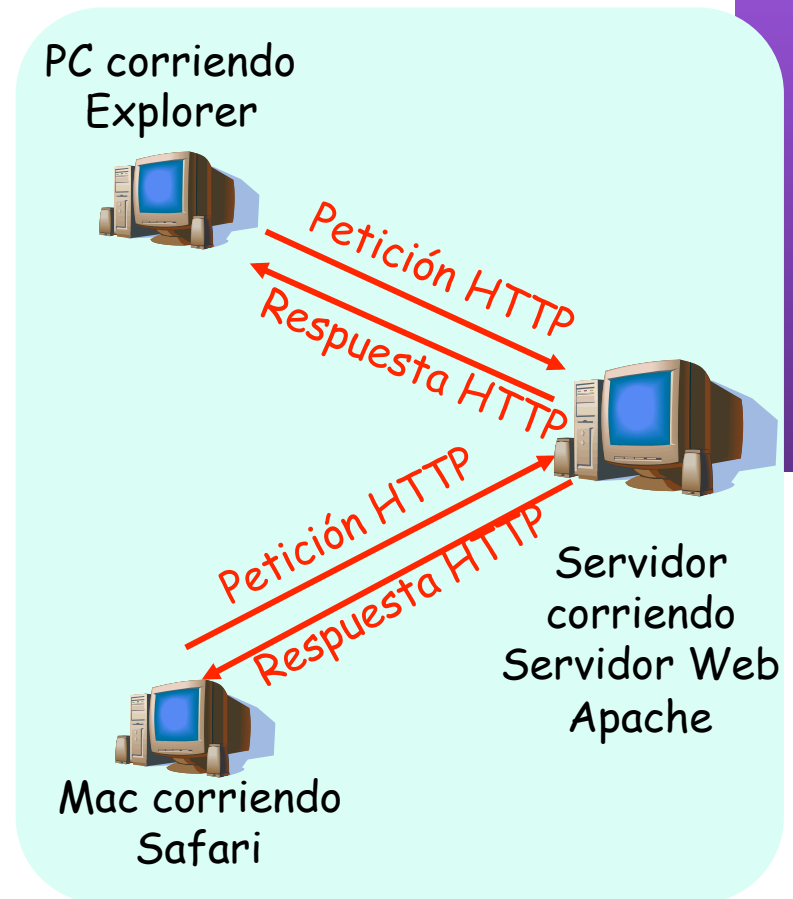 PC corriendo
Explorer
Petición HTTP
Respuesta HTTP
Petición HTTP
Respuesta HTTP
Servidor
corriendo
Servidor Web
Apache
Mac corriendo
Safari